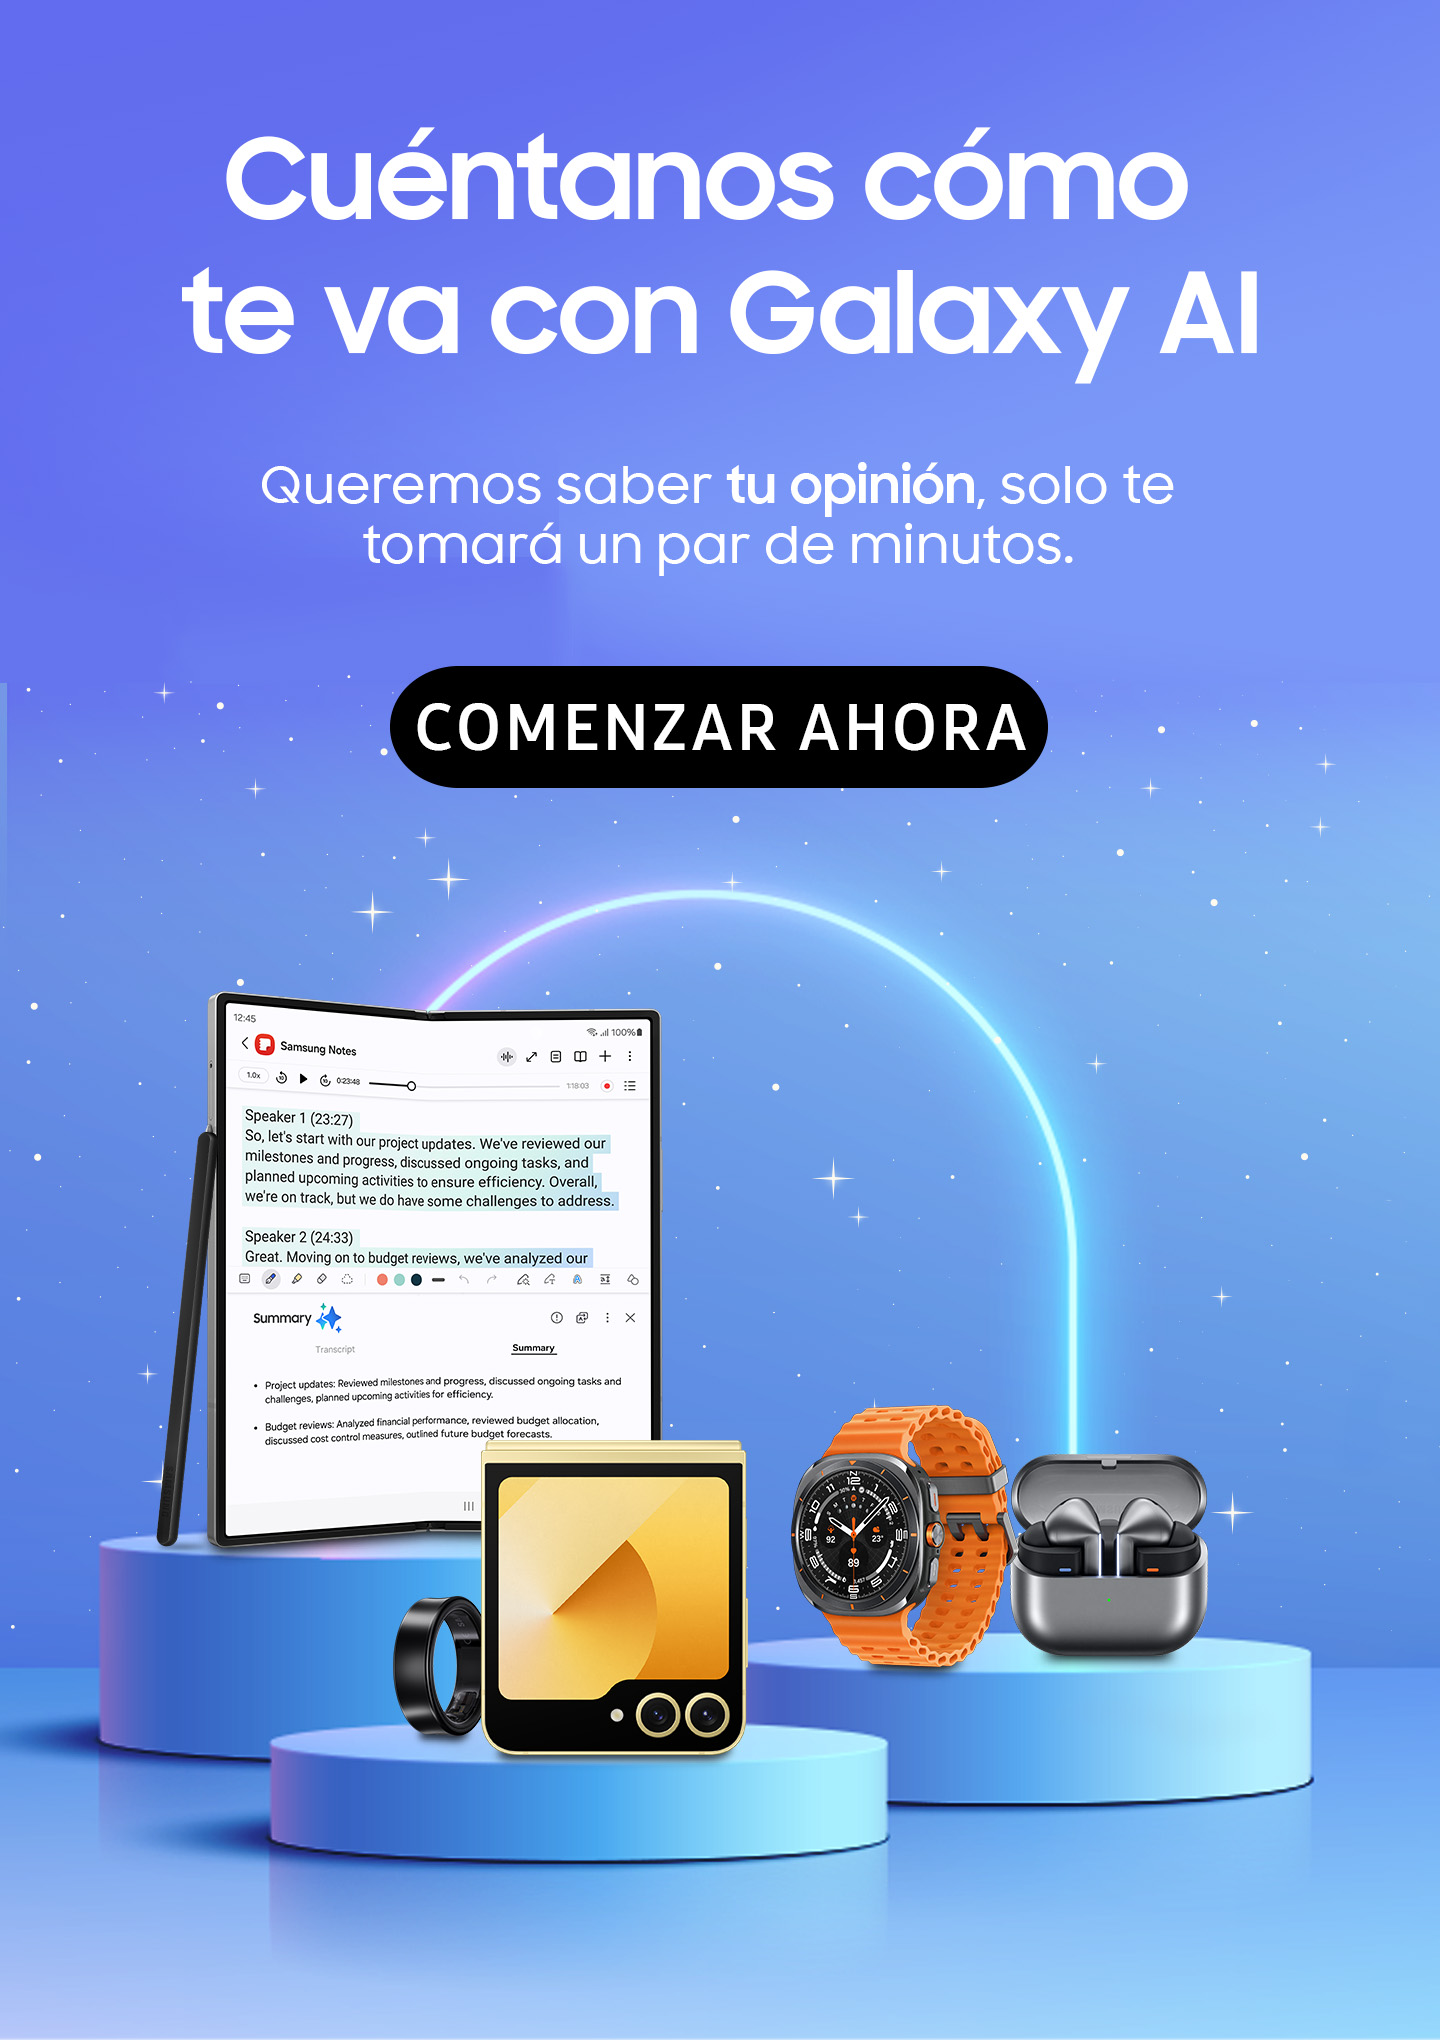 Cuéntanos cómo
te va con Galaxy AI
Queremos saber tu opinión, solo te
tomará un par de minutos.
COMENZAR AHORA
12:45
100%
Samsung Notes
1.0x
0:23:48
1:18:03
Speaker 1 (23:27)
So, let's start with our project updates. We've reviewed our
milestones and progress, discussed ongoing tasks, and
planned upcoming activities to ensure efficiency. Overall,
we're on track, but we do have some challenges to address.
Speaker 2 (24:33)
Great. Moving on to budget reviews, we've analyzed our
Summary
Transcript
Summary
• Project updates: Reviewed milestones and progress, discussed ongoing tasks and
challenges, planned upcoming activities for efficiency.
• Budget reviews: Analyzed financial performance, reviewed budget allocation,
discussed cost control measures, outlined future budget forecasts.
92
23°
89